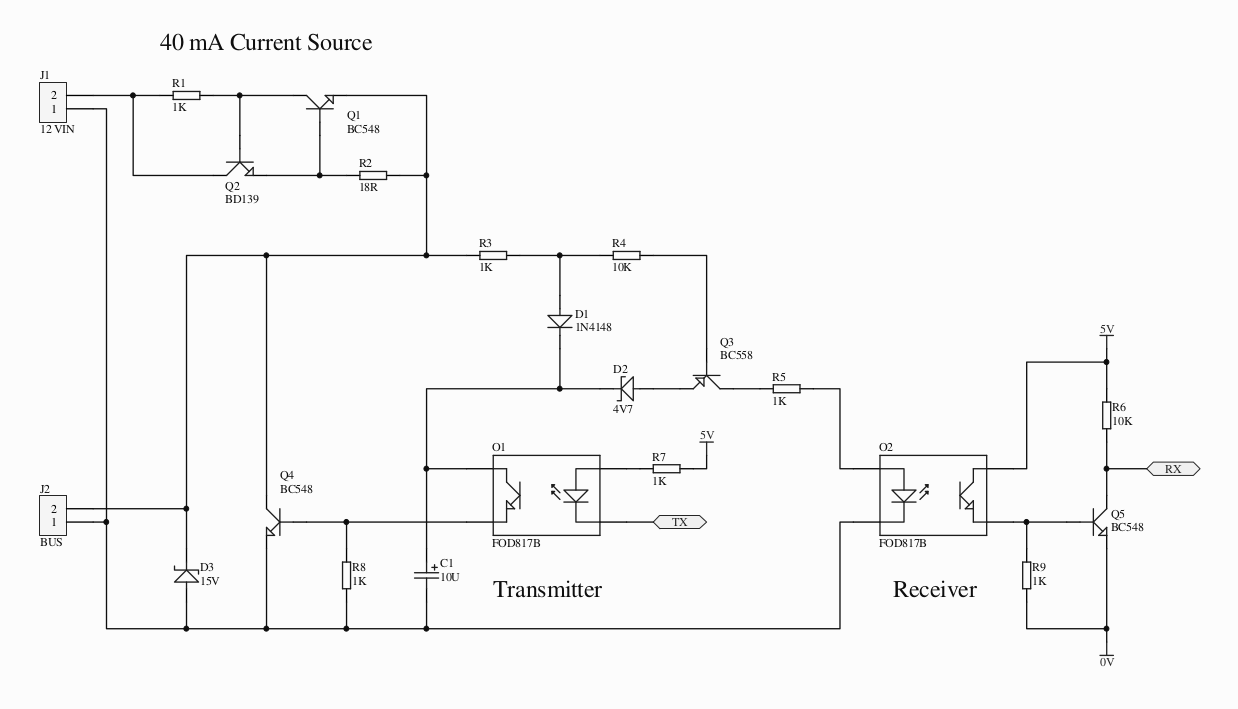 40 mA Current Source
J1
2
1
12 VIN
R1
1K
Q1
BC548
Q2
BD139
R2
18R
R3
1K
R4
10K
D1
1N4148
Q3
BC558
D2
4V7
R5
1K
5V
R6
10K
O1
FOD817B
R7
1K
5V
TX
O2
FOD817B
RX
Q5
BC548
Q4
BC548
J2
2
1
BUS
D3
15V
R8
1K
C1
+
10U
Transmitter
Receiver
R9
1K
0V